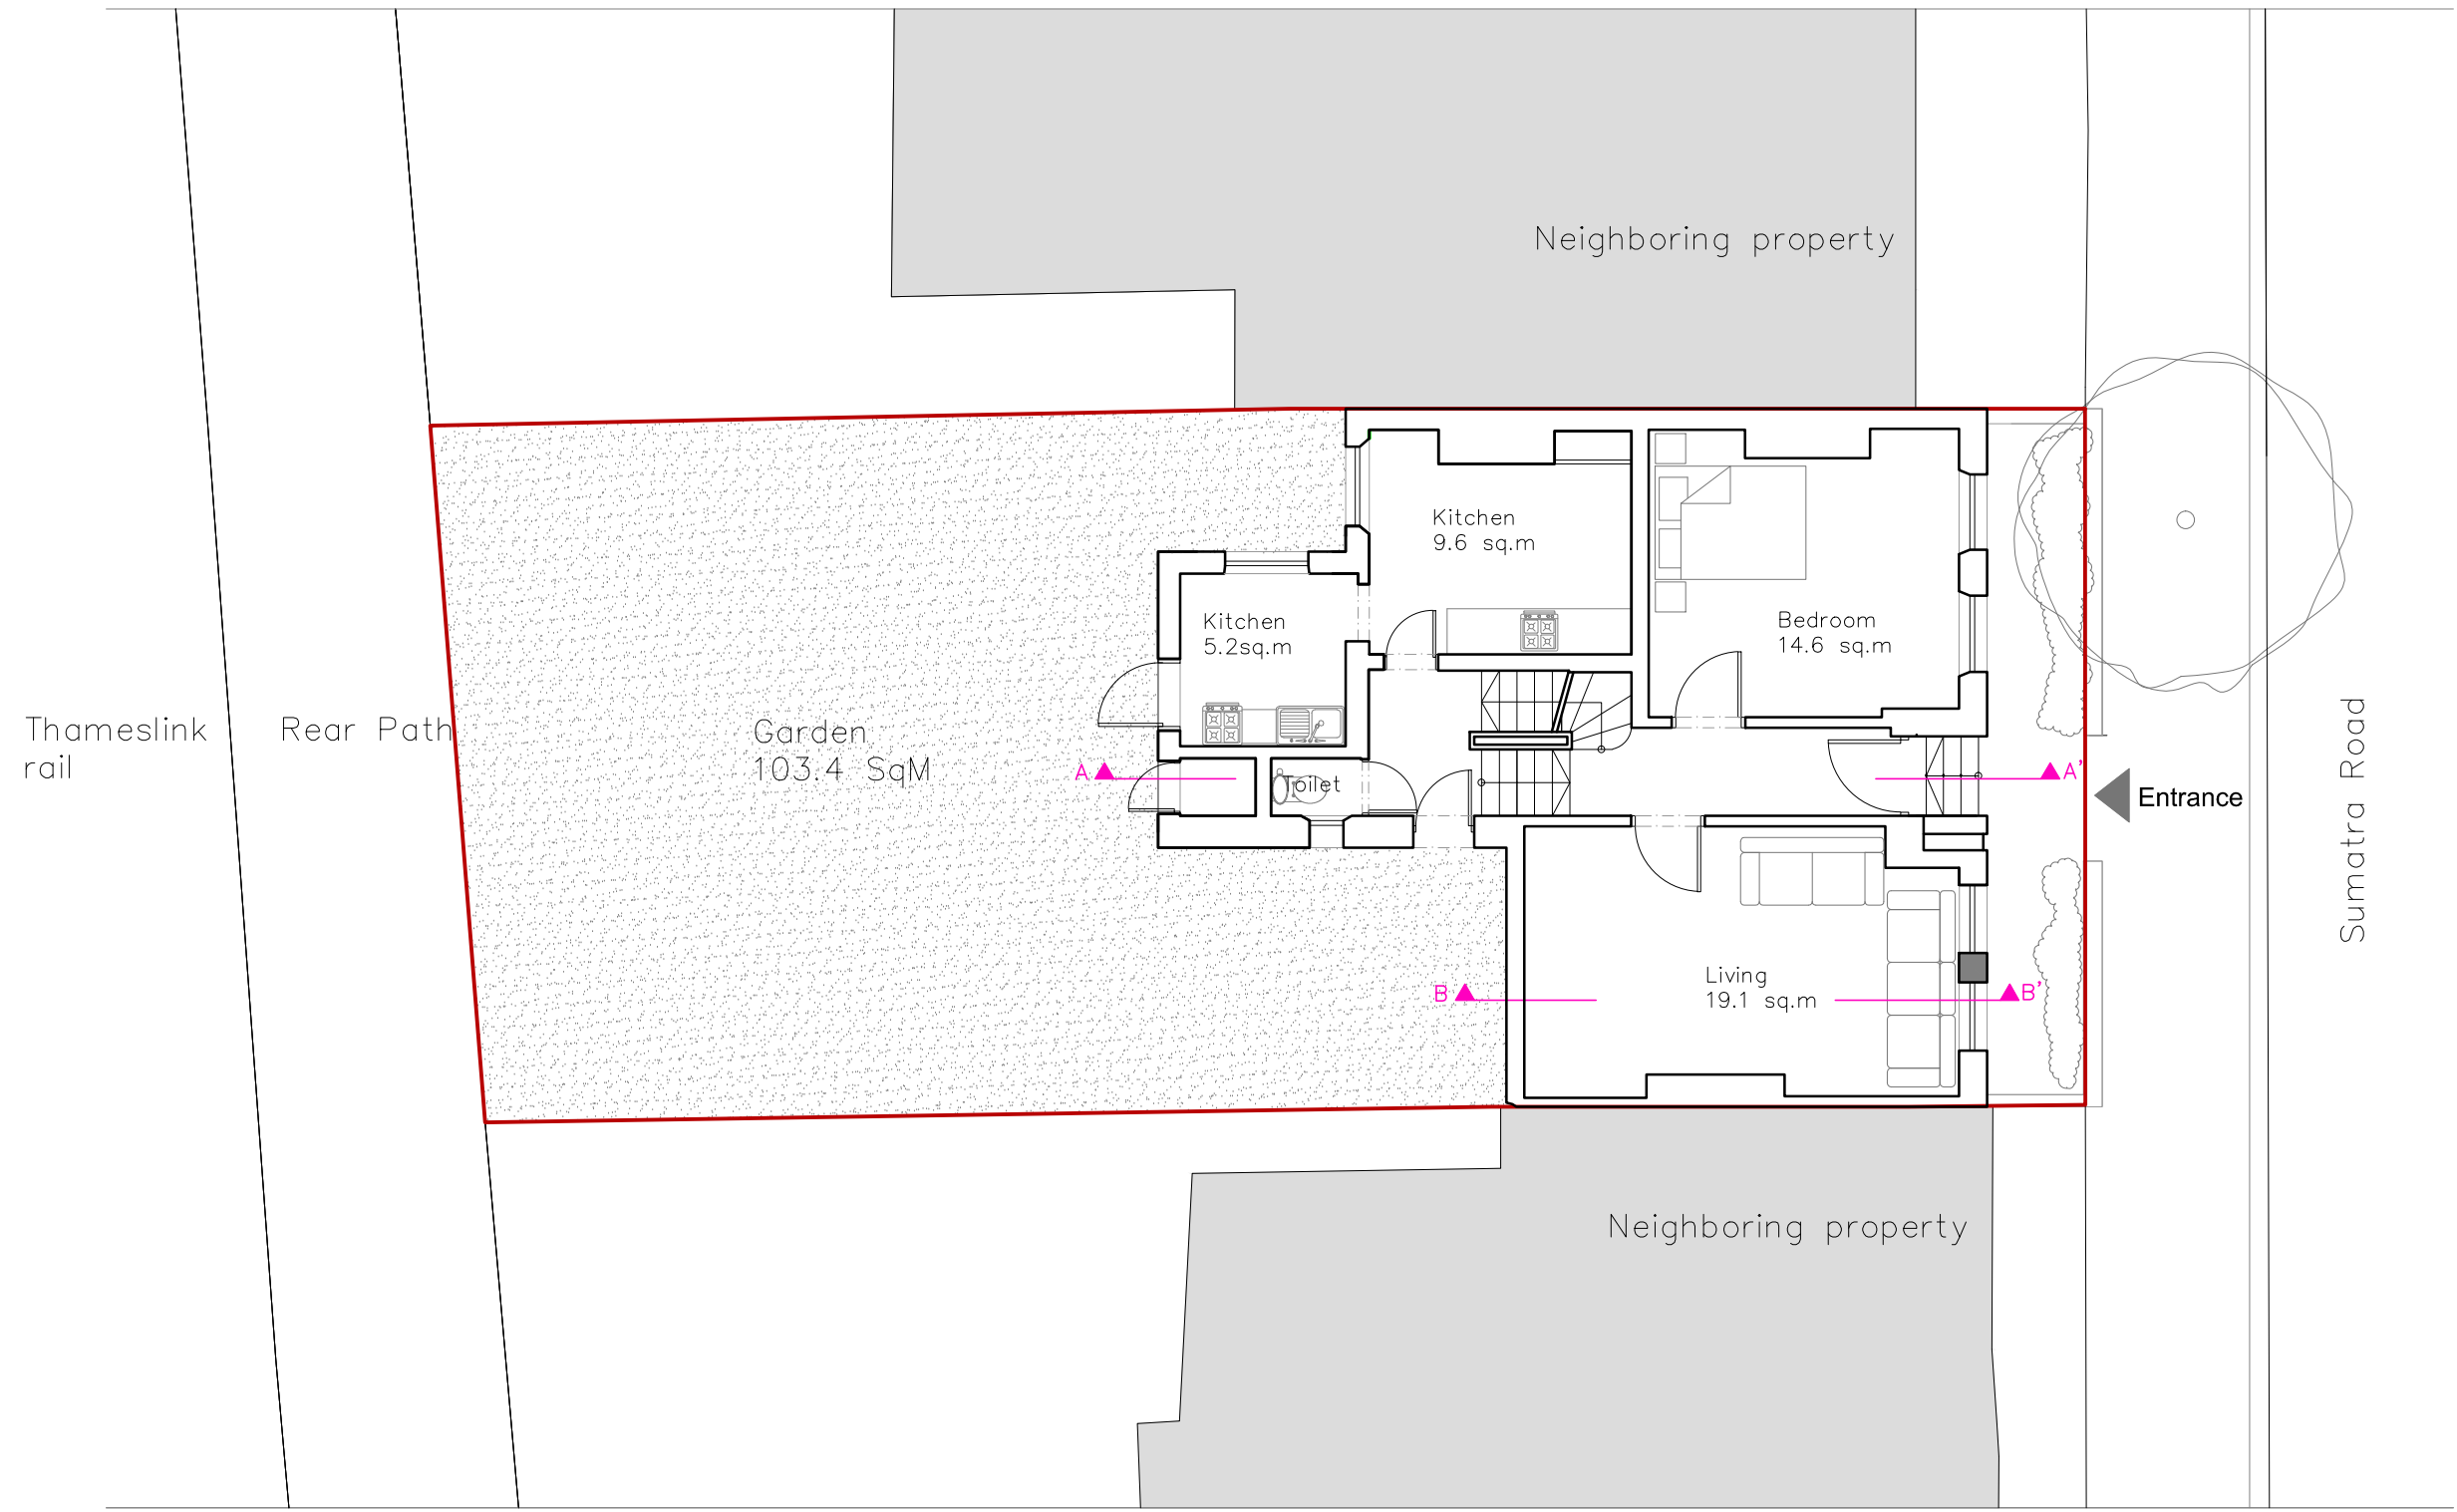 Neighboring property
Kitchen
9.6 sq.m
Kitchen
5.2sq.m
Bedroom
14.6 sq.m
Thameslink
rail
Rear Path
Garden
103.4 SqM
A
Toilet
A'
Entrance
Sumatra Road
B
Living
19.1 sq.m
B'
Neighboring property